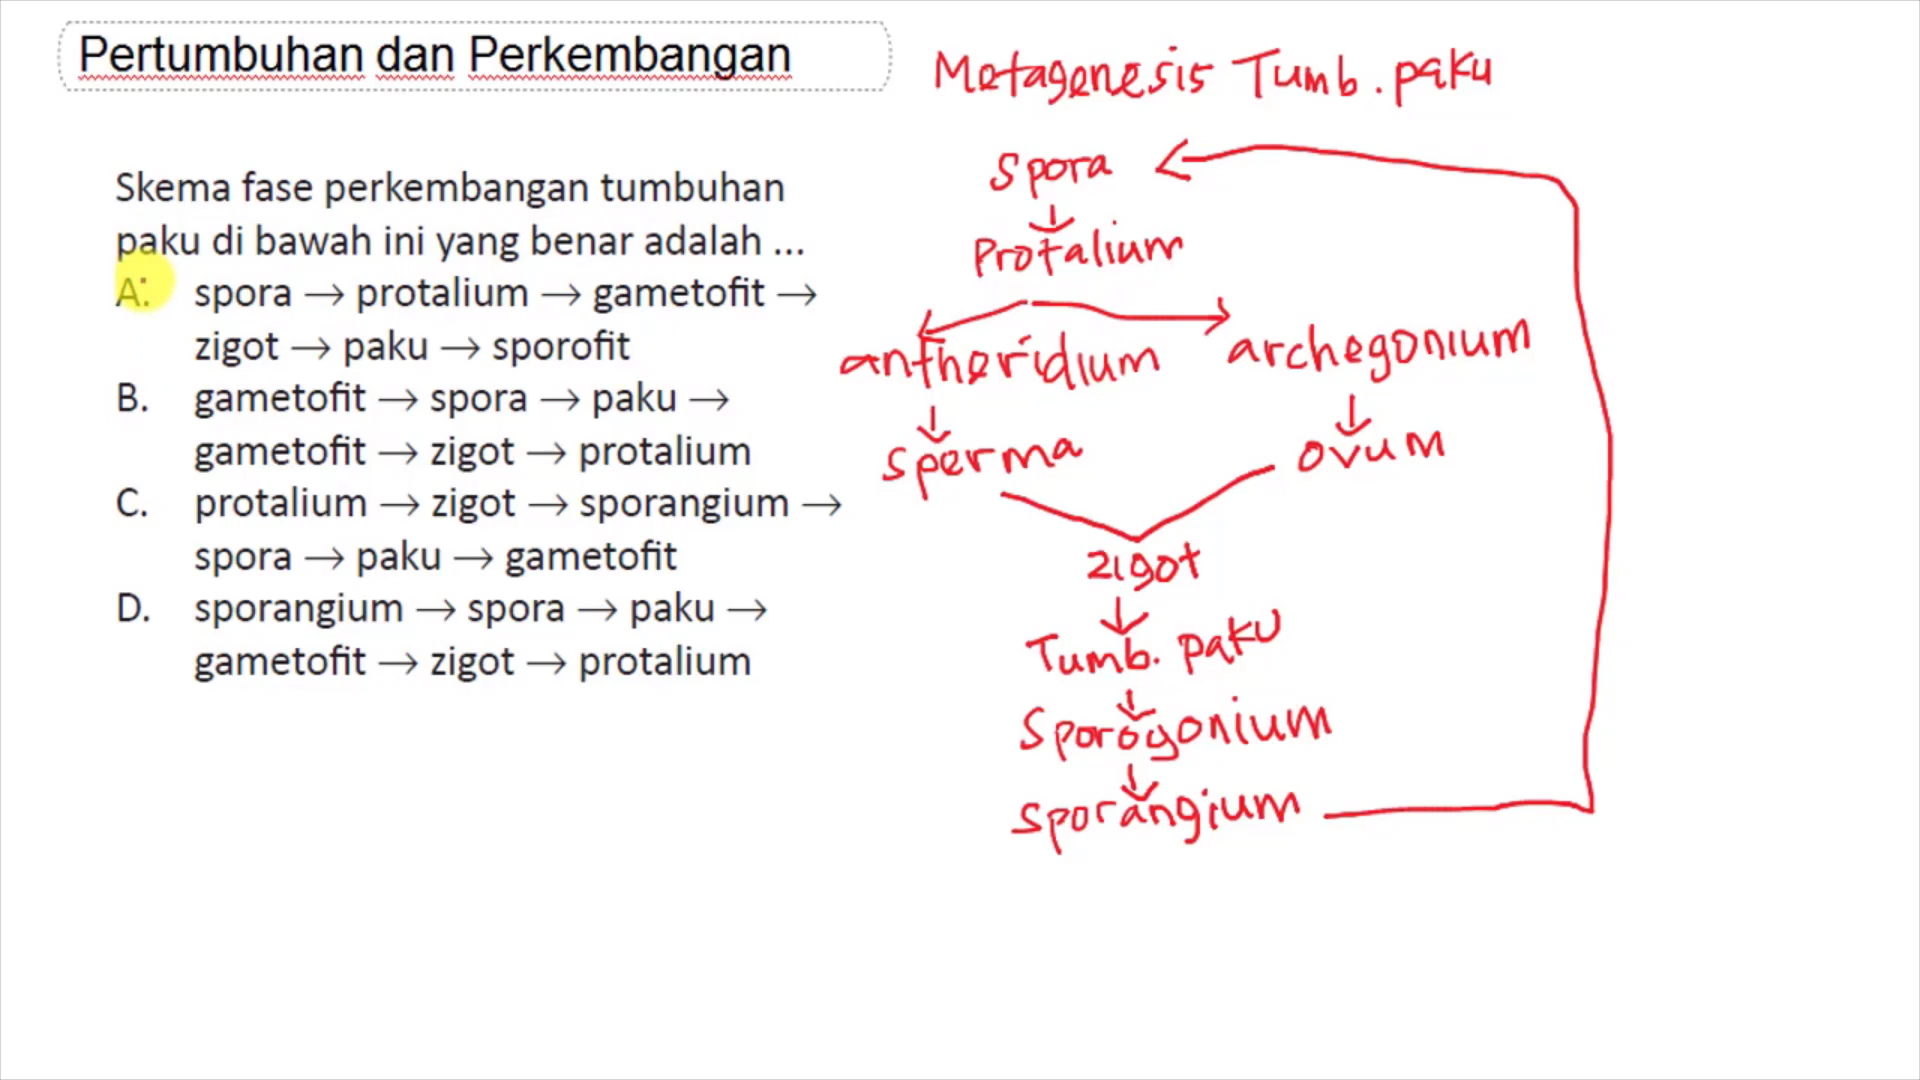 Pertumbuhan dan Perkembangan
Skema fase perkembangan tumbuhan
paku di bawah ini yang benar adalah ...
A. spora → protalium → gametofit →
zigot → paku → sporofit
B. gametofit → spora → paku →
gametofit → zigot → protalium
C. protalium → zigot → sporangium →
spora → paku → gametofit
D. sporangium → spora → paku →
gametofit → zigot → protalium
Metagenesis Tumb. paku
Spora
Protalium
antheridium archegonium
sperma ovum
zigot
Tumb. paku
Sporogonium
Sporangium